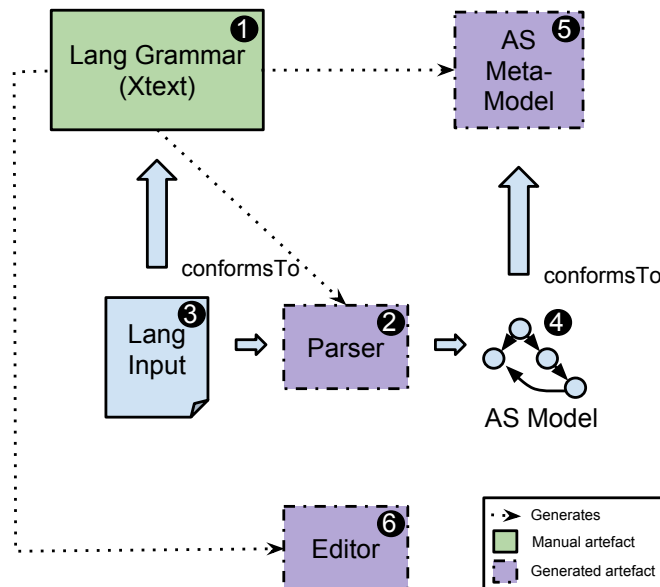 1
Lang Grammar
(Xtext)
5
AS
Meta-
Model
conformsTo
conformsTo
3
Lang
Input
2
Parser
4
AS Model
6
Editor
Generates
Manual artefact
Generated artefact